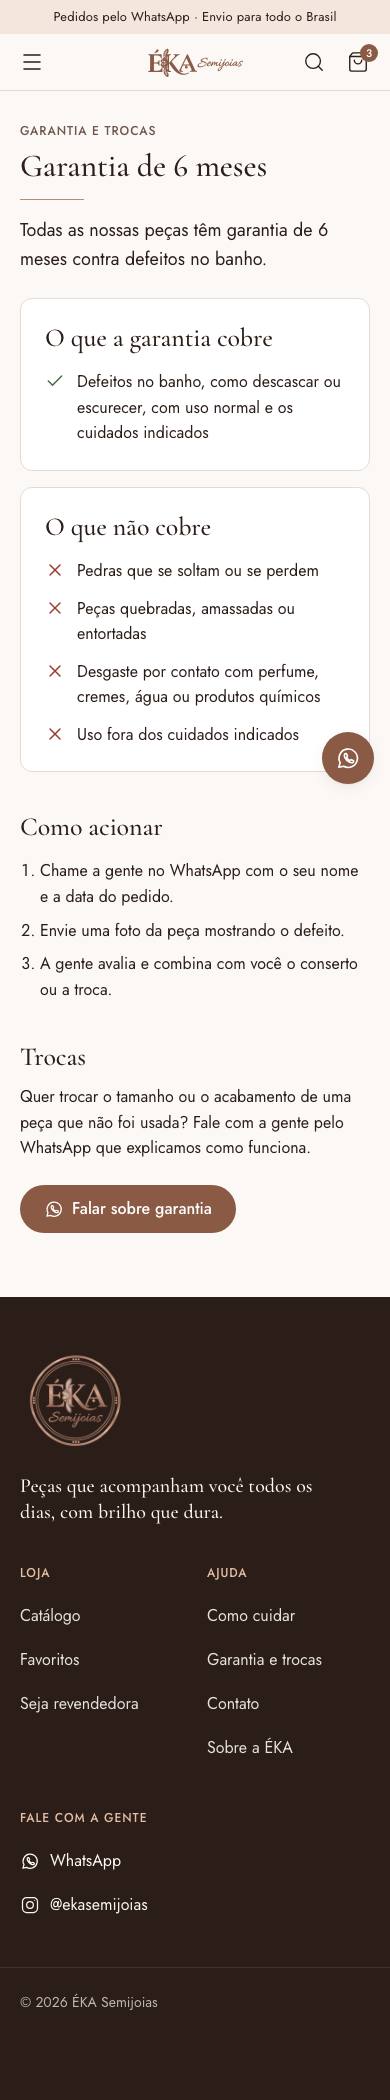 Pedidos pelo WhatsApp · Envio para todo o Brasil
ÉKA Semijoias
3
GARANTIA E TROCAS
Garantia de 6 meses
Todas as nossas peças têm garantia de 6
meses contra defeitos no banho.
O que a garantia cobre
Defeitos no banho, como descascar ou
escurecer, com uso normal e os
cuidados indicados
O que não cobre
Pedras que se soltam ou se perdem
Peças quebradas, amassadas ou
entortadas
Desgaste por contato com perfume,
cremes, água ou produtos químicos
Uso fora dos cuidados indicados
Como acionar
1. Chame a gente no WhatsApp com o seu nome
e a data do pedido.
2. Envie uma foto da peça mostrando o defeito.
3. A gente avalia e combina com você o conserto
ou a troca.
Trocas
Quer trocar o tamanho ou o acabamento de uma
peça que não foi usada? Fale com a gente pelo
WhatsApp que explicamos como funciona.
Falar sobre garantia
ÉKA
Semijoias
Peças que acompanham você todos os
dias, com brilho que dura.
LOJA
Catálogo
Favoritos
Seja revendedora
AJUDA
Como cuidar
Garantia e trocas
Contato
Sobre a ÉKA
FALE COM A GENTE
WhatsApp
@ekasemijoias
© 2026 ÉKA Semijoias